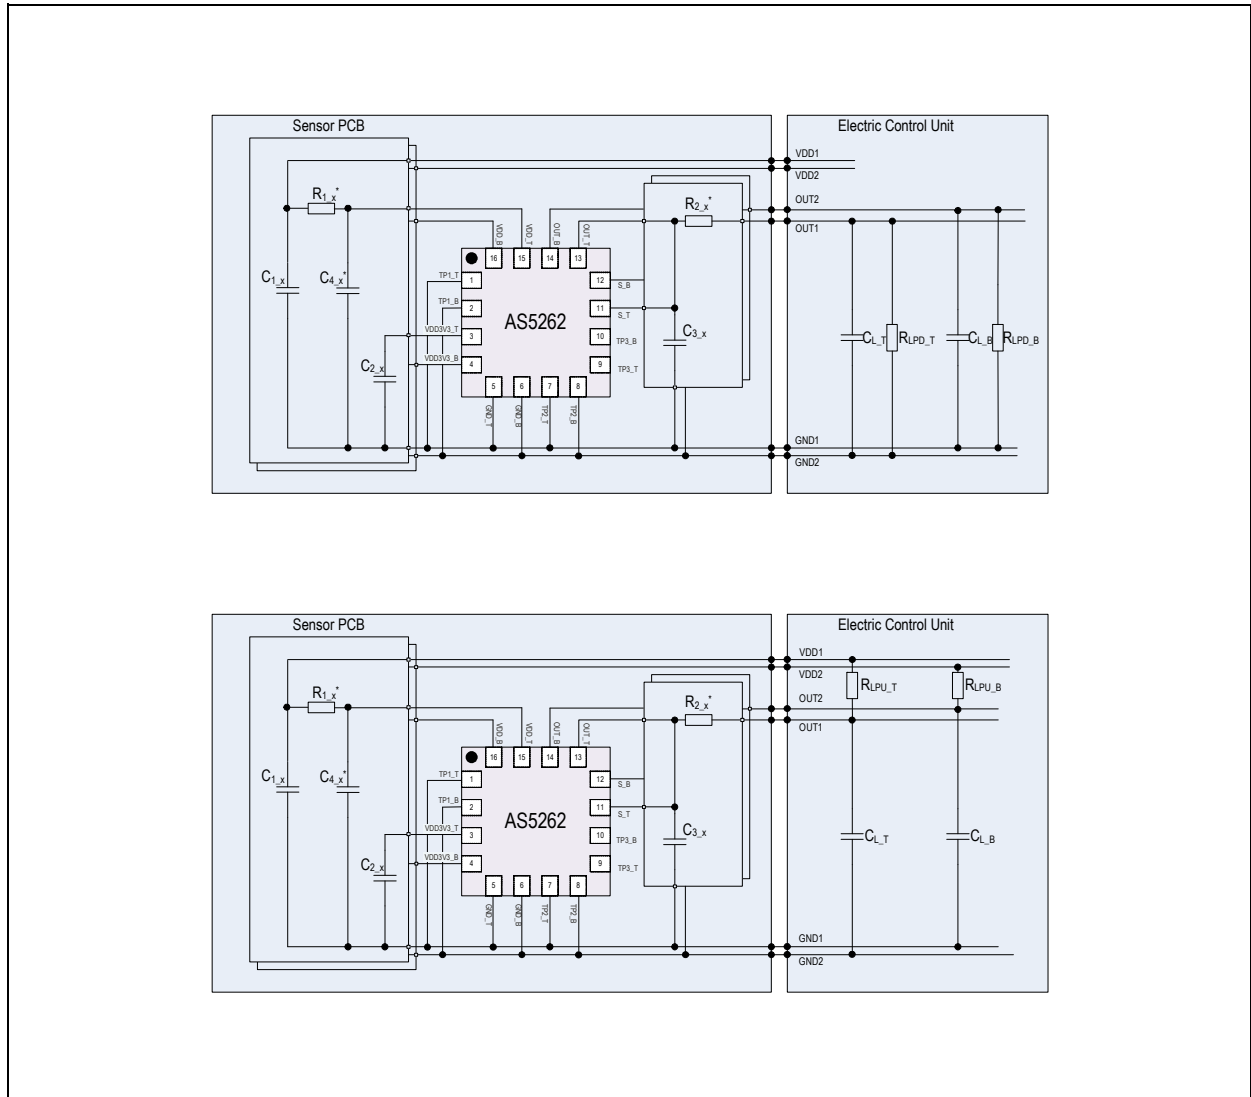 Sensor PCB
Electric Control Unit
VDD1
VDD2
R1_x*
R2_x*
OUT2
OUT1
VDD_B
VDD_T
OUT_B
OUT_T
16
15
14
13
C1_x
C4_x*
TP1_T
1
12
S_B
TP1_B
2
11
S_T
AS5262
VDD3V3_T
3
10
TP3_B
C3_x
CL_T
RLPD_T
CL_B
RLPD_B
VDD3V3_B
4
9
TP3_T
C2_x
5
6
7
8
GND_T
GND_B
TP2_T
TP2_B
GND1
GND2
Sensor PCB
Electric Control Unit
VDD1
VDD2
RLPU_T
RLPU_B
R1_x*
R2_x*
OUT2
OUT1
VDD_B
VDD_T
OUT_B
OUT_T
16
15
14
13
C1_x
C4_x*
TP1_T
1
12
S_B
TP1_B
2
11
S_T
AS5262
VDD3V3_T
3
10
TP3_B
C3_x
CL_T
CL_B
VDD3V3_B
4
9
TP3_T
C2_x
5
6
7
8
GND_T
GND_B
TP2_T
TP2_B
GND1
GND2